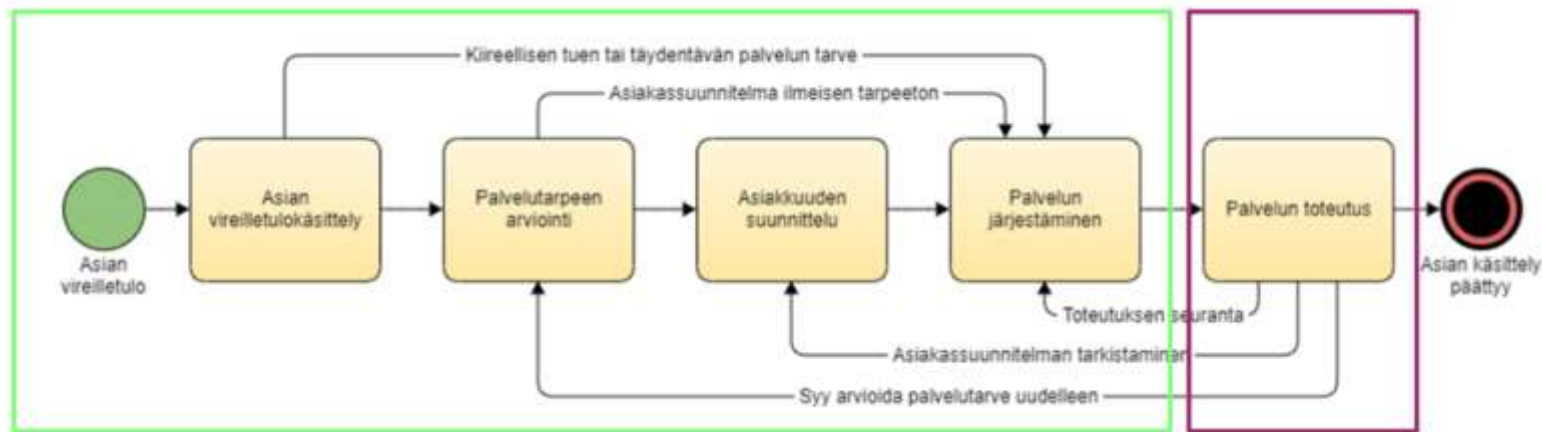 Kiireellisen tuen tai täydentävän palvelun tarve
Asiakassuunnitelma ilmeisen tarpeeton
Asian
vireilletulo
Asian
vireilletulokäsittely
Palvelutarpeen
arviointi
Asiakkuuden
suunnittelu
Palvelun
järjestäminen
Palvelun toteutus
Asian käsittely
päättyy
Toteutuksen seuranta
Asiakassuunnitelman tarkistaminen
Syy arvioida palvelutarve uudelleen